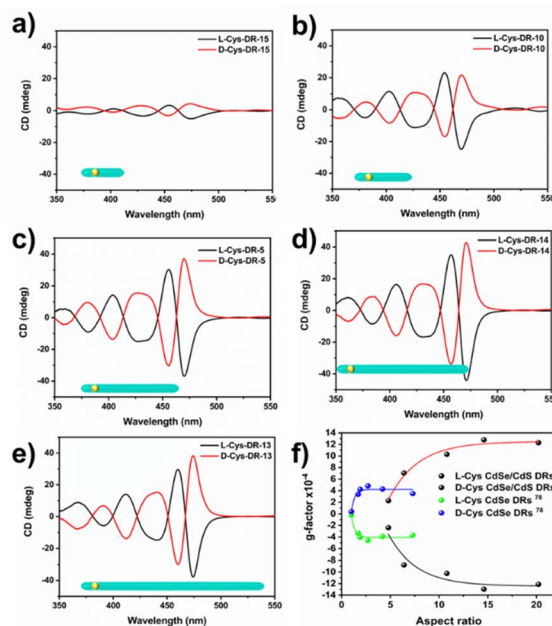 a)
CD (mdeg)
40
20
0
-20
-40
L-Cys-DR-15
D-Cys-DR-15
350 400 450 500 550
Wavelength (nm)
b)
CD (mdeg)
40
20
0
-20
-40
L-Cys-DR-10
D-Cys-DR-10
350 400 450 500 550
Wavelength (nm)
c)
CD (mdeg)
40
20
0
-20
-40
L-Cys-DR-5
D-Cys-DR-5
350 400 450 500 550
Wavelength (nm)
d)
CD (mdeg)
40
20
0
-20
-40
L-Cys-DR-14
D-Cys-DR-14
350 400 450 500 550
Wavelength (nm)
e)
CD (mdeg)
40
20
0
-20
-40
L-Cys-DR-13
D-Cys-DR-13
350 400 450 500 550
Wavelength (nm)
f)
g-factor x10-4
14
12
10
8
6
4
2
0
-2
-4
-6
-8
-10
-12
-14
L-Cys CdSe/CdS DRs
D-Cys CdSe/CdS DRs
L-Cys CdSe DRs 78
D-Cys CdSe DRs 78
0 5 10 15 20
Aspect ratio